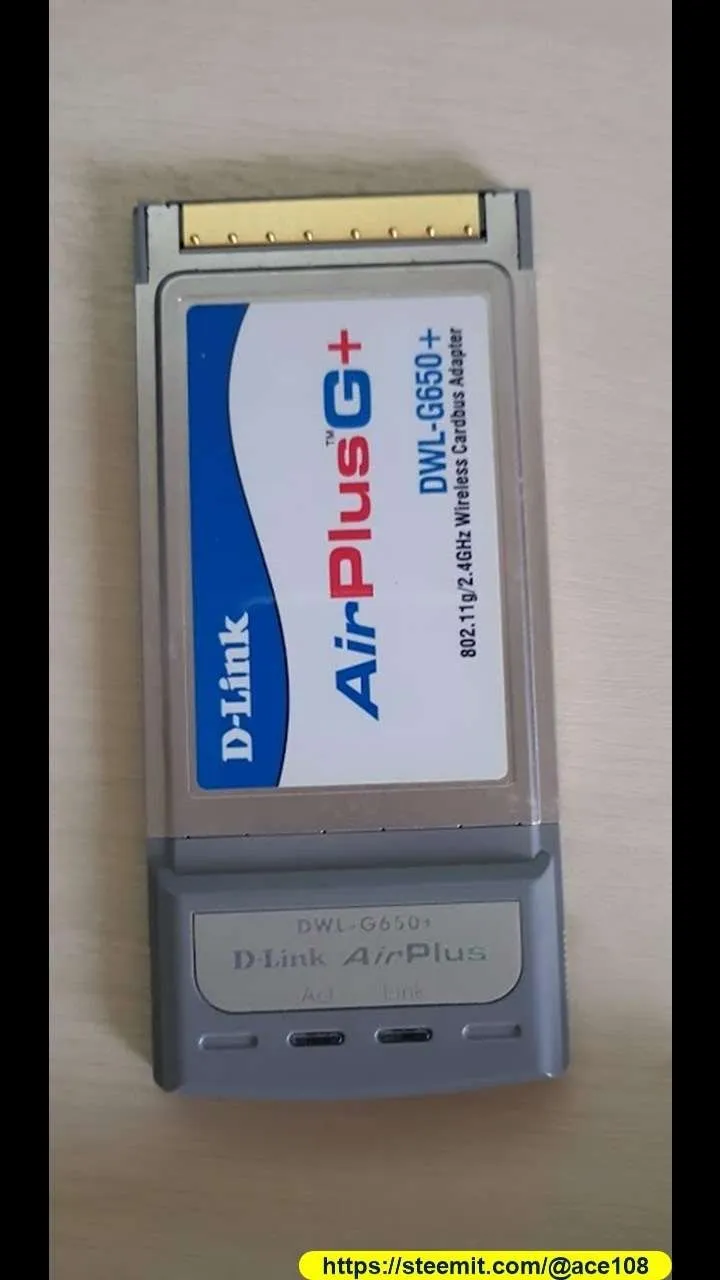 D-Link
AirPlusG+
TM
DWL-G650+
802.11g/2.4GHz Wireless Cardbus Adapter
DWL-G650+
D-Link AirPlus
Act Link
https://steemit.com/@ace108